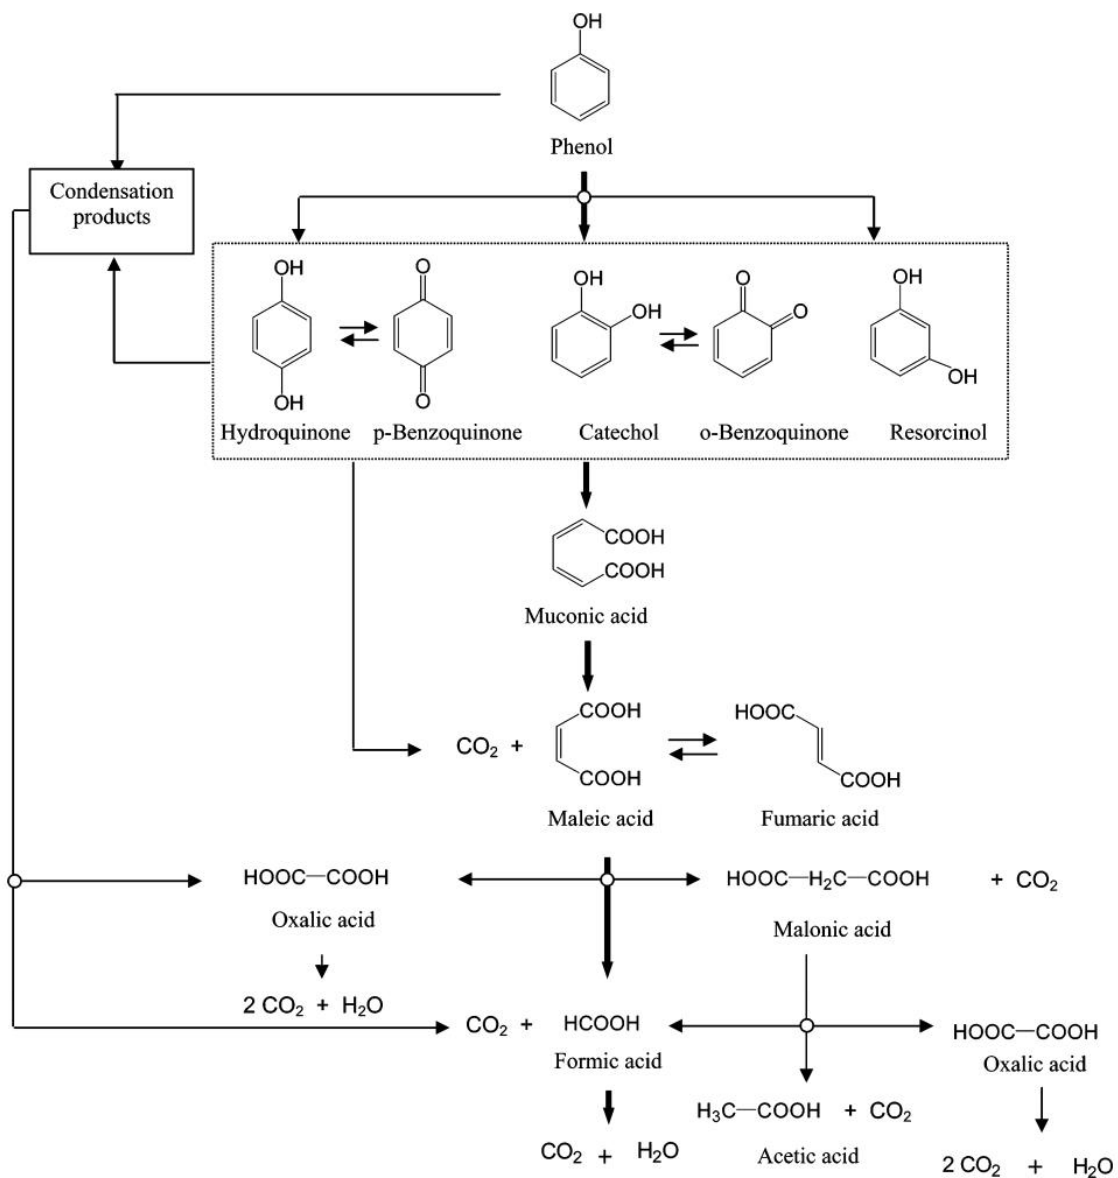 OH
Phenol
Condensation
products
OH
OH
Hydroquinone
O
O
p-Benzoquinone
OH
OH
Catechol
O
O
o-Benzoquinone
OH
OH
Resorcinol
COOH
COOH
Muconic acid
CO₂ +
COOH
COOH
Maleic acid
HOOC
COOH
Fumaric acid
HOOC—COOH
Oxalic acid
2 CO₂ + H₂O
HOOC—H₂C—COOH + CO₂
Malonic acid
CO₂ + HCOOH
Formic acid
CO₂ + H₂O
H₃C—COOH + CO₂
Acetic acid
HOOC—COOH
Oxalic acid
2 CO₂ + H₂O